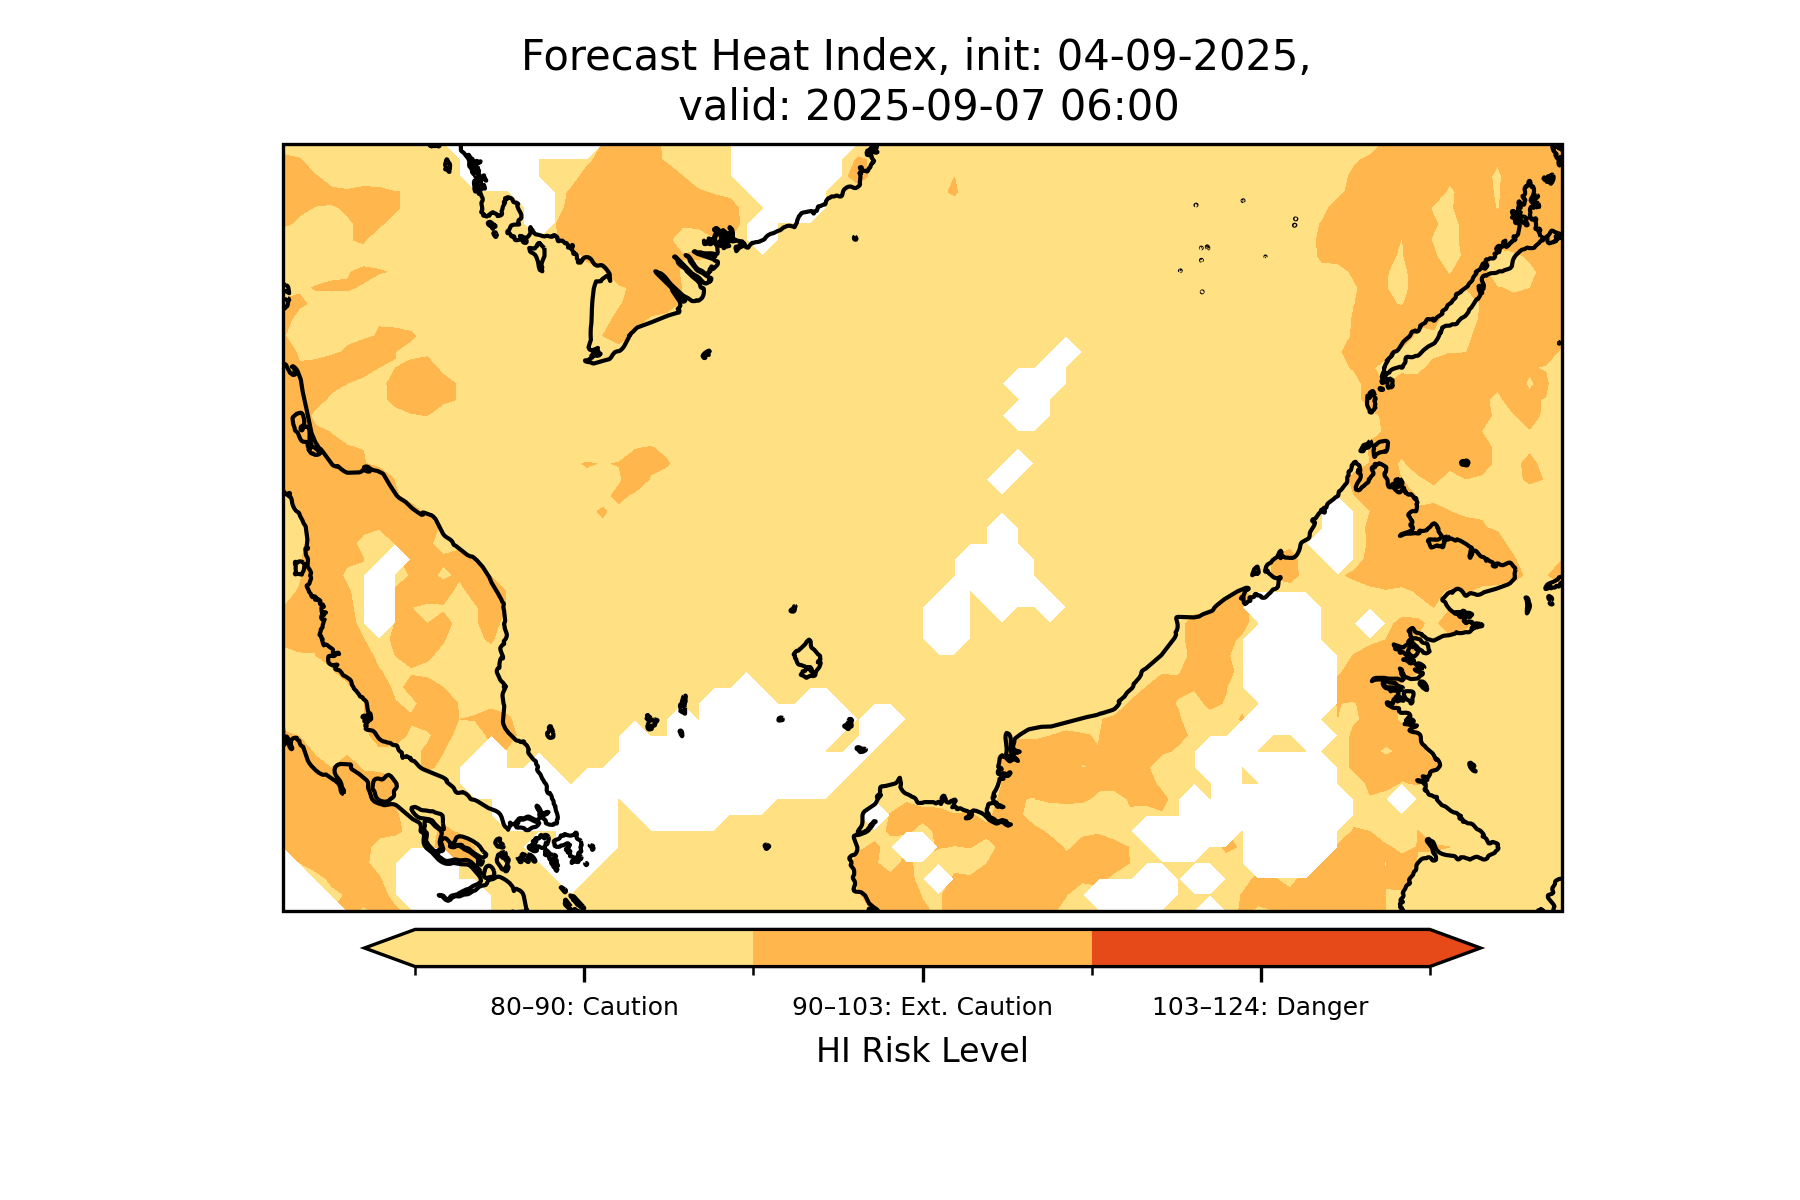 Forecast Heat Index, init: 04-09-2025,
valid: 2025-09-07 06:00
80–90: Caution
90–103: Ext. Caution
103–124: Danger
HI Risk Level